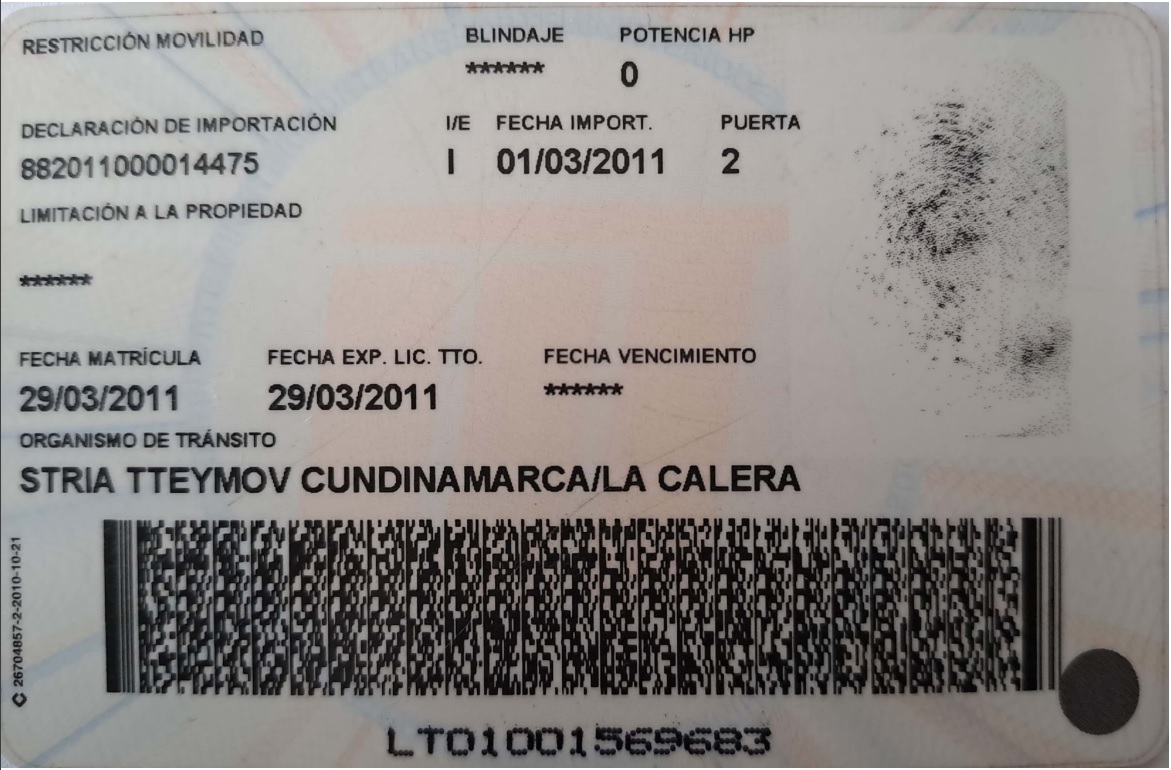 RESTRICCIÓN MOVILIDAD BLINDAJE POTENCIA HP
****** 0
DECLARACIÓN DE IMPORTACIÓN I/E FECHA IMPORT. PUERTA
882011000014475 I 01/03/2011 2
LIMITACIÓN A LA PROPIEDAD
******
FECHA MATRÍCULA FECHA EXP. LIC. TTO. FECHA VENCIMIENTO
29/03/2011 29/03/2011 ******
ORGANISMO DE TRÁNSITO
STRIA TTEYMOV CUNDINAMARCA/LA CALERA
26704857-2-2010-10-21
LT01001569683